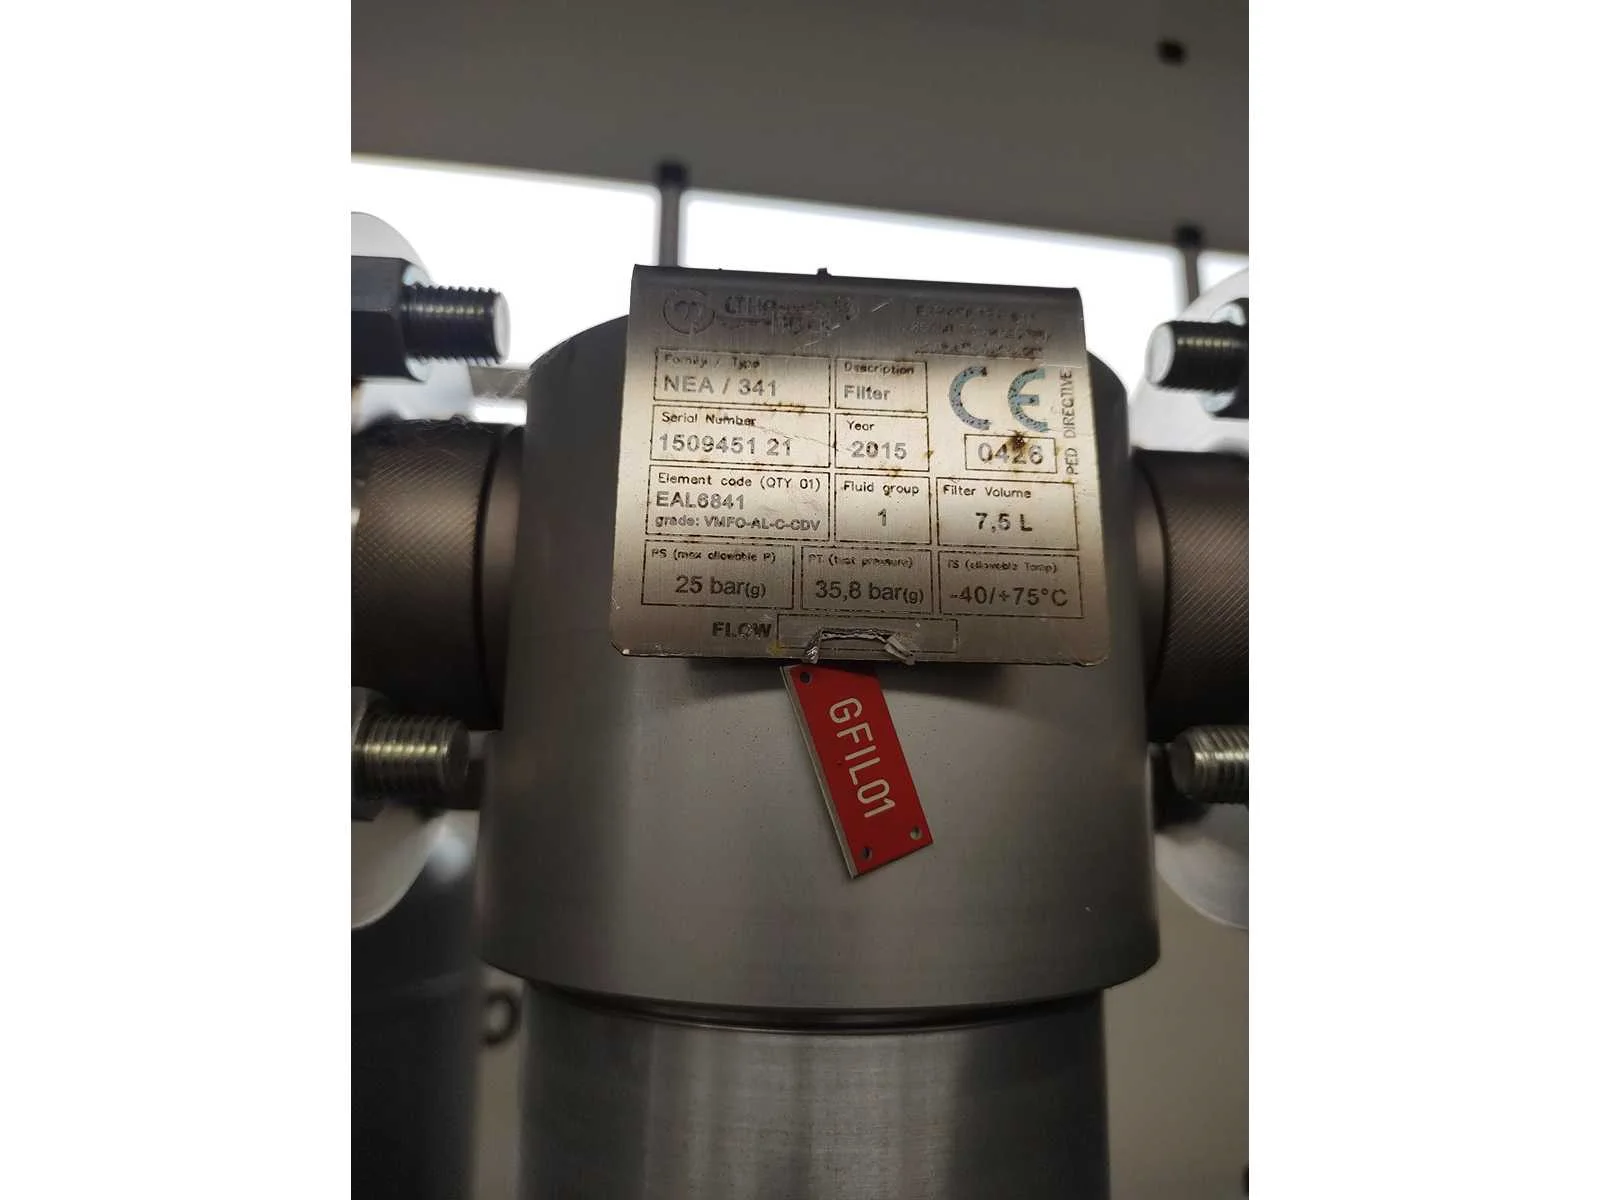 Family / Type
NEA / 341
Description
Filter
CE
0426
PED DIRECTIVE
Serial Number
1509451 21
Year
2015
Element code (QTY 01)
EAL6841
grade: VMFO-AL-C-CDV
Fluid group
1
Filter Volume
7,5 L
PS (max allowable P)
25 bar(g)
PT (test pressure)
35,8 bar(g)
TS (allowable Temp)
-40/+75°C
FLOW
GFIL01